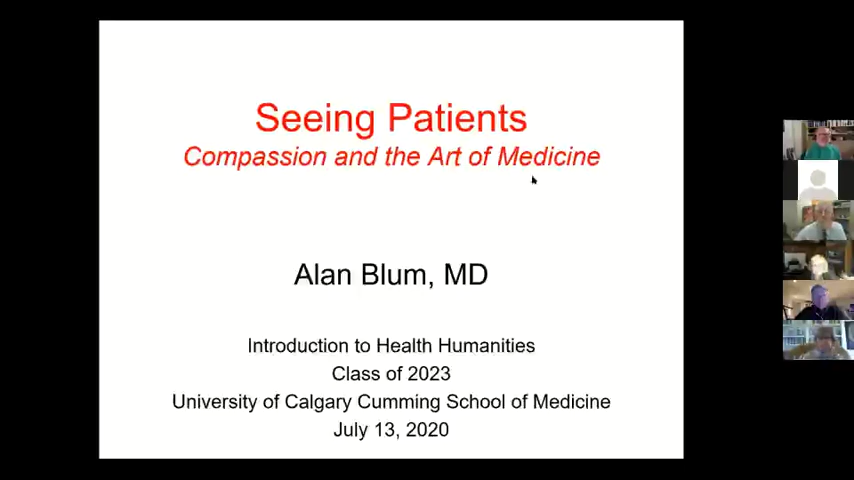 Seeing Patients
Compassion and the Art of Medicine
Alan Blum, MD
Introduction to Health Humanities
Class of 2023
University of Calgary Cumming School of Medicine
July 13, 2020